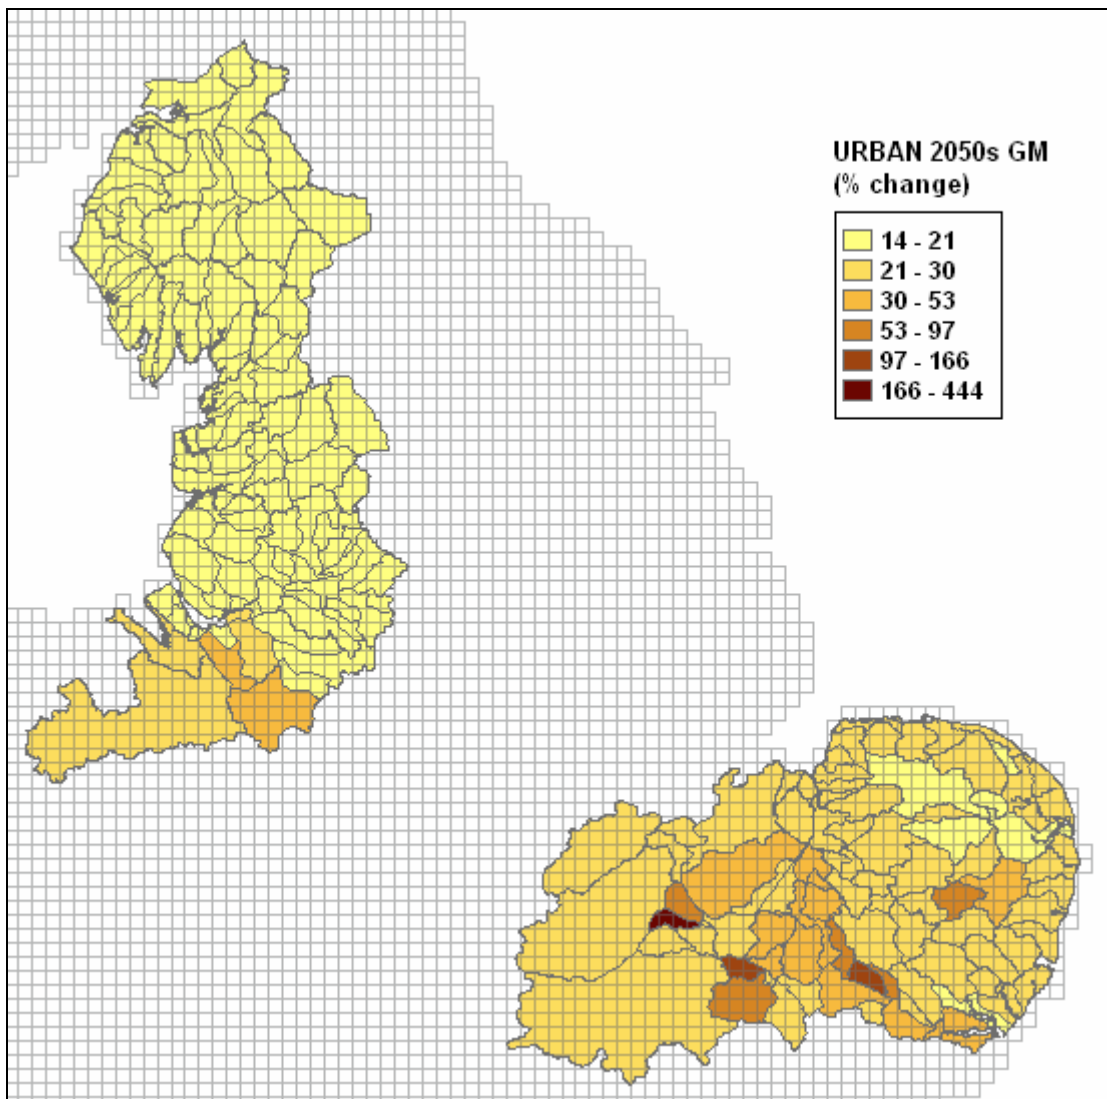 URBAN 2050s GM
(% change)
14 - 21
21 - 30
30 - 53
53 - 97
97 - 166
166 - 444